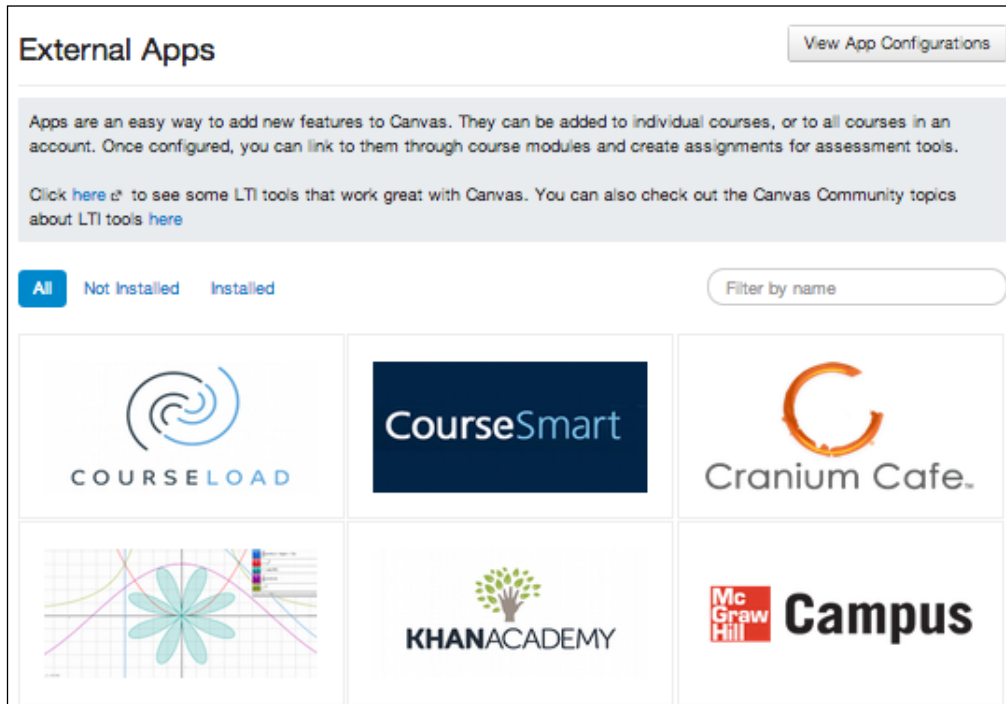 External Apps
View App Configurations
Apps are an easy way to add new features to Canvas. They can be added to individual courses, or to all courses in an
account. Once configured, you can link to them through course modules and create assignments for assessment tools.
Click here to see some LTI tools that work great with Canvas. You can also check out the Canvas Community topics
about LTI tools here
All Not Installed Installed
Filter by name
COURSELOAD
CourseSmart
Cranium Cafe™
KHANACADEMY
Mc
Graw
Hill
Campus